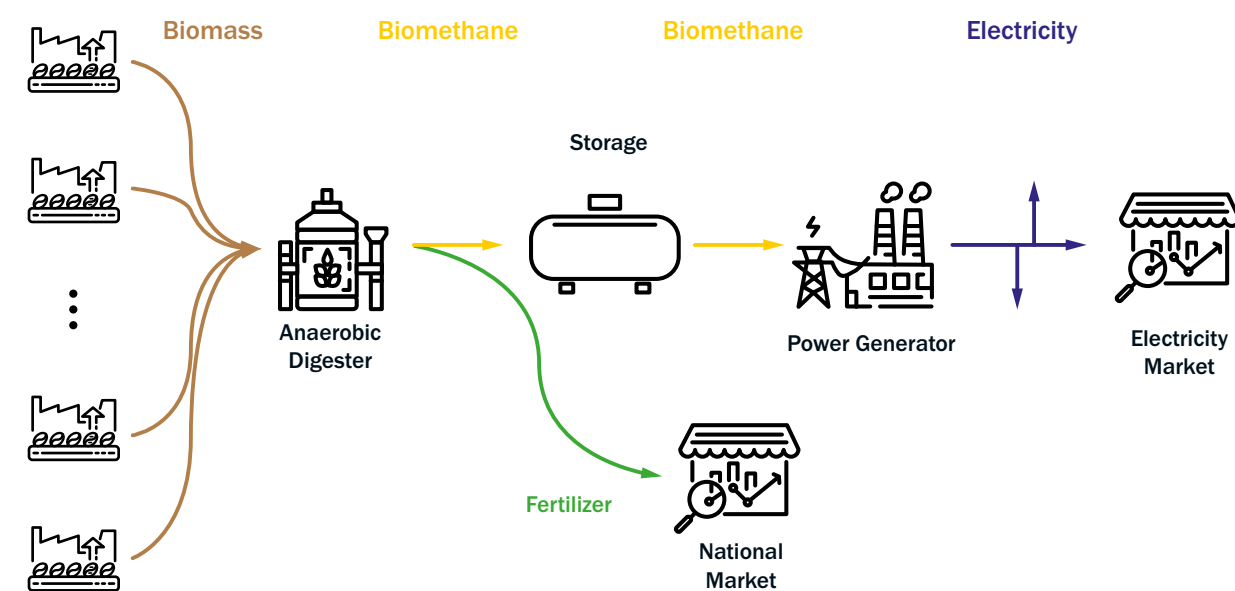 Biomass
Biomethane
Biomethane
Electricity
Storage
Anaerobic
Digester
Power Generator
Electricity
Market
Fertilizer
National
Market